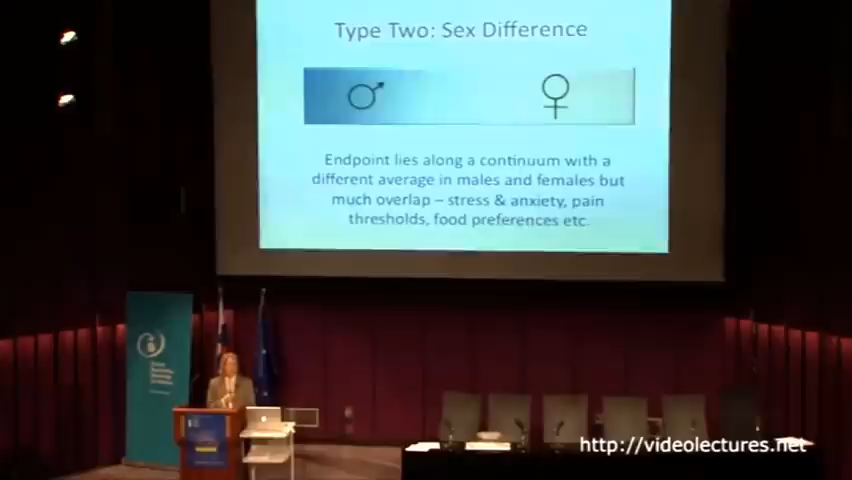 Type Two: Sex Difference
Endpoint lies along a continuum with a
different average in males and females but
much overlap – stress & anxiety, pain
thresholds, food preferences etc.
http://videolectures.net